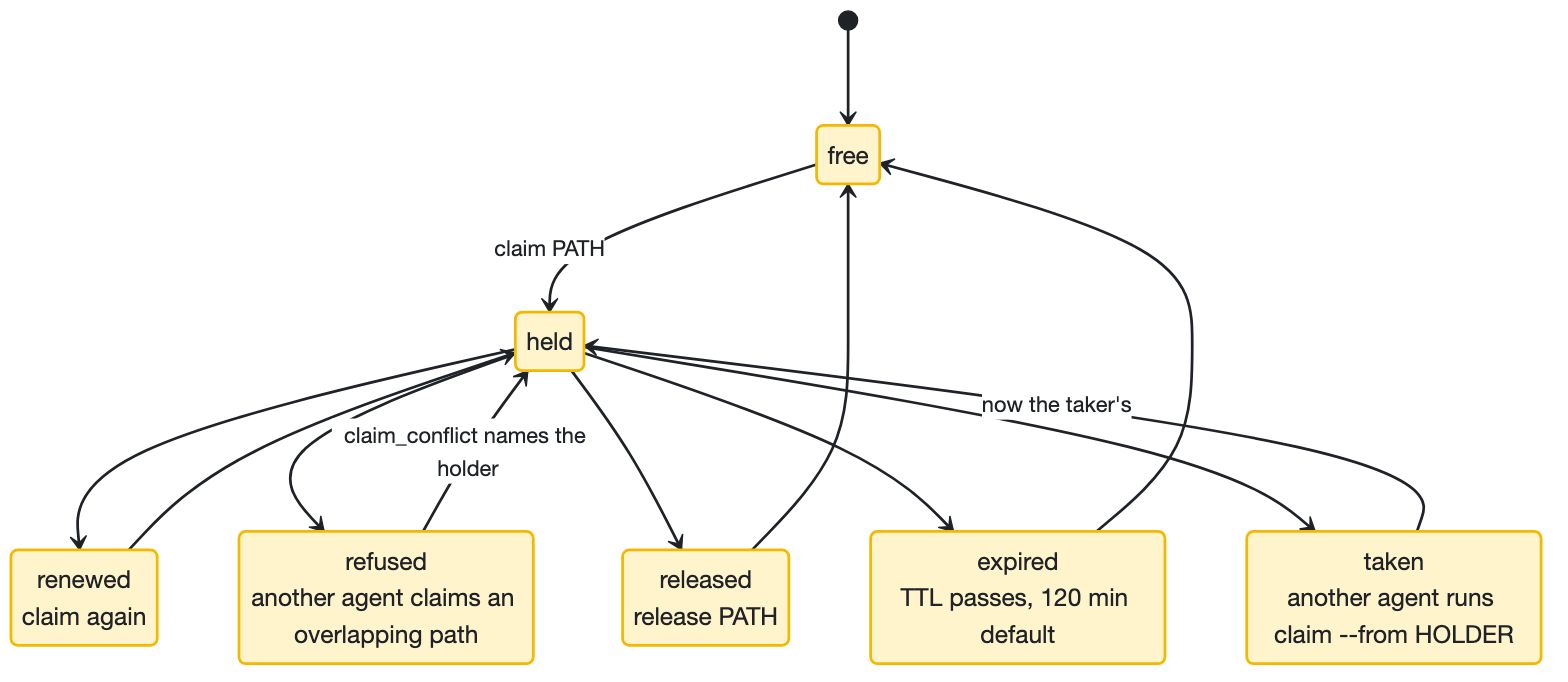 free
claim PATH
held
now the taker's
claim_conflict names the
holder
renewed
claim again
refused
another agent claims an
overlapping path
released
release PATH
expired
TTL passes, 120 min
default
taken
another agent runs
claim --from HOLDER